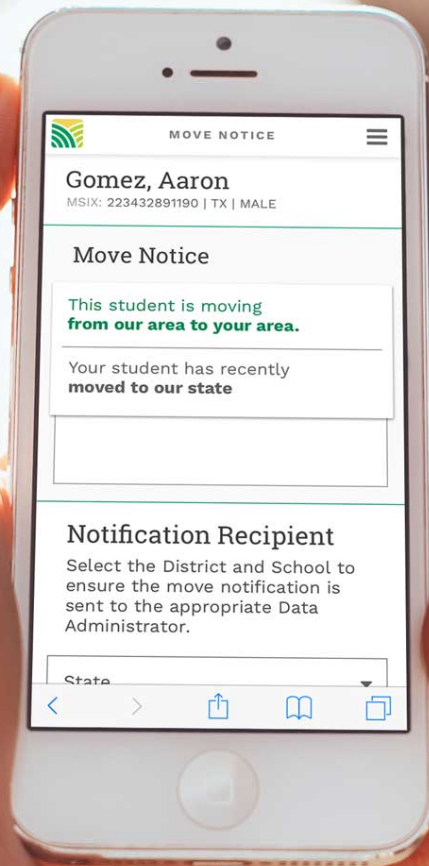 MOVE NOTICE
Gomez, Aaron
MSIX: 223432891190 | TX | MALE
Move Notice
This student is moving
from our area to your area.
Your student has recently
moved to our state
Notification Recipient
Select the District and School to
ensure the move notification is
sent to the appropriate Data
Administrator.
State